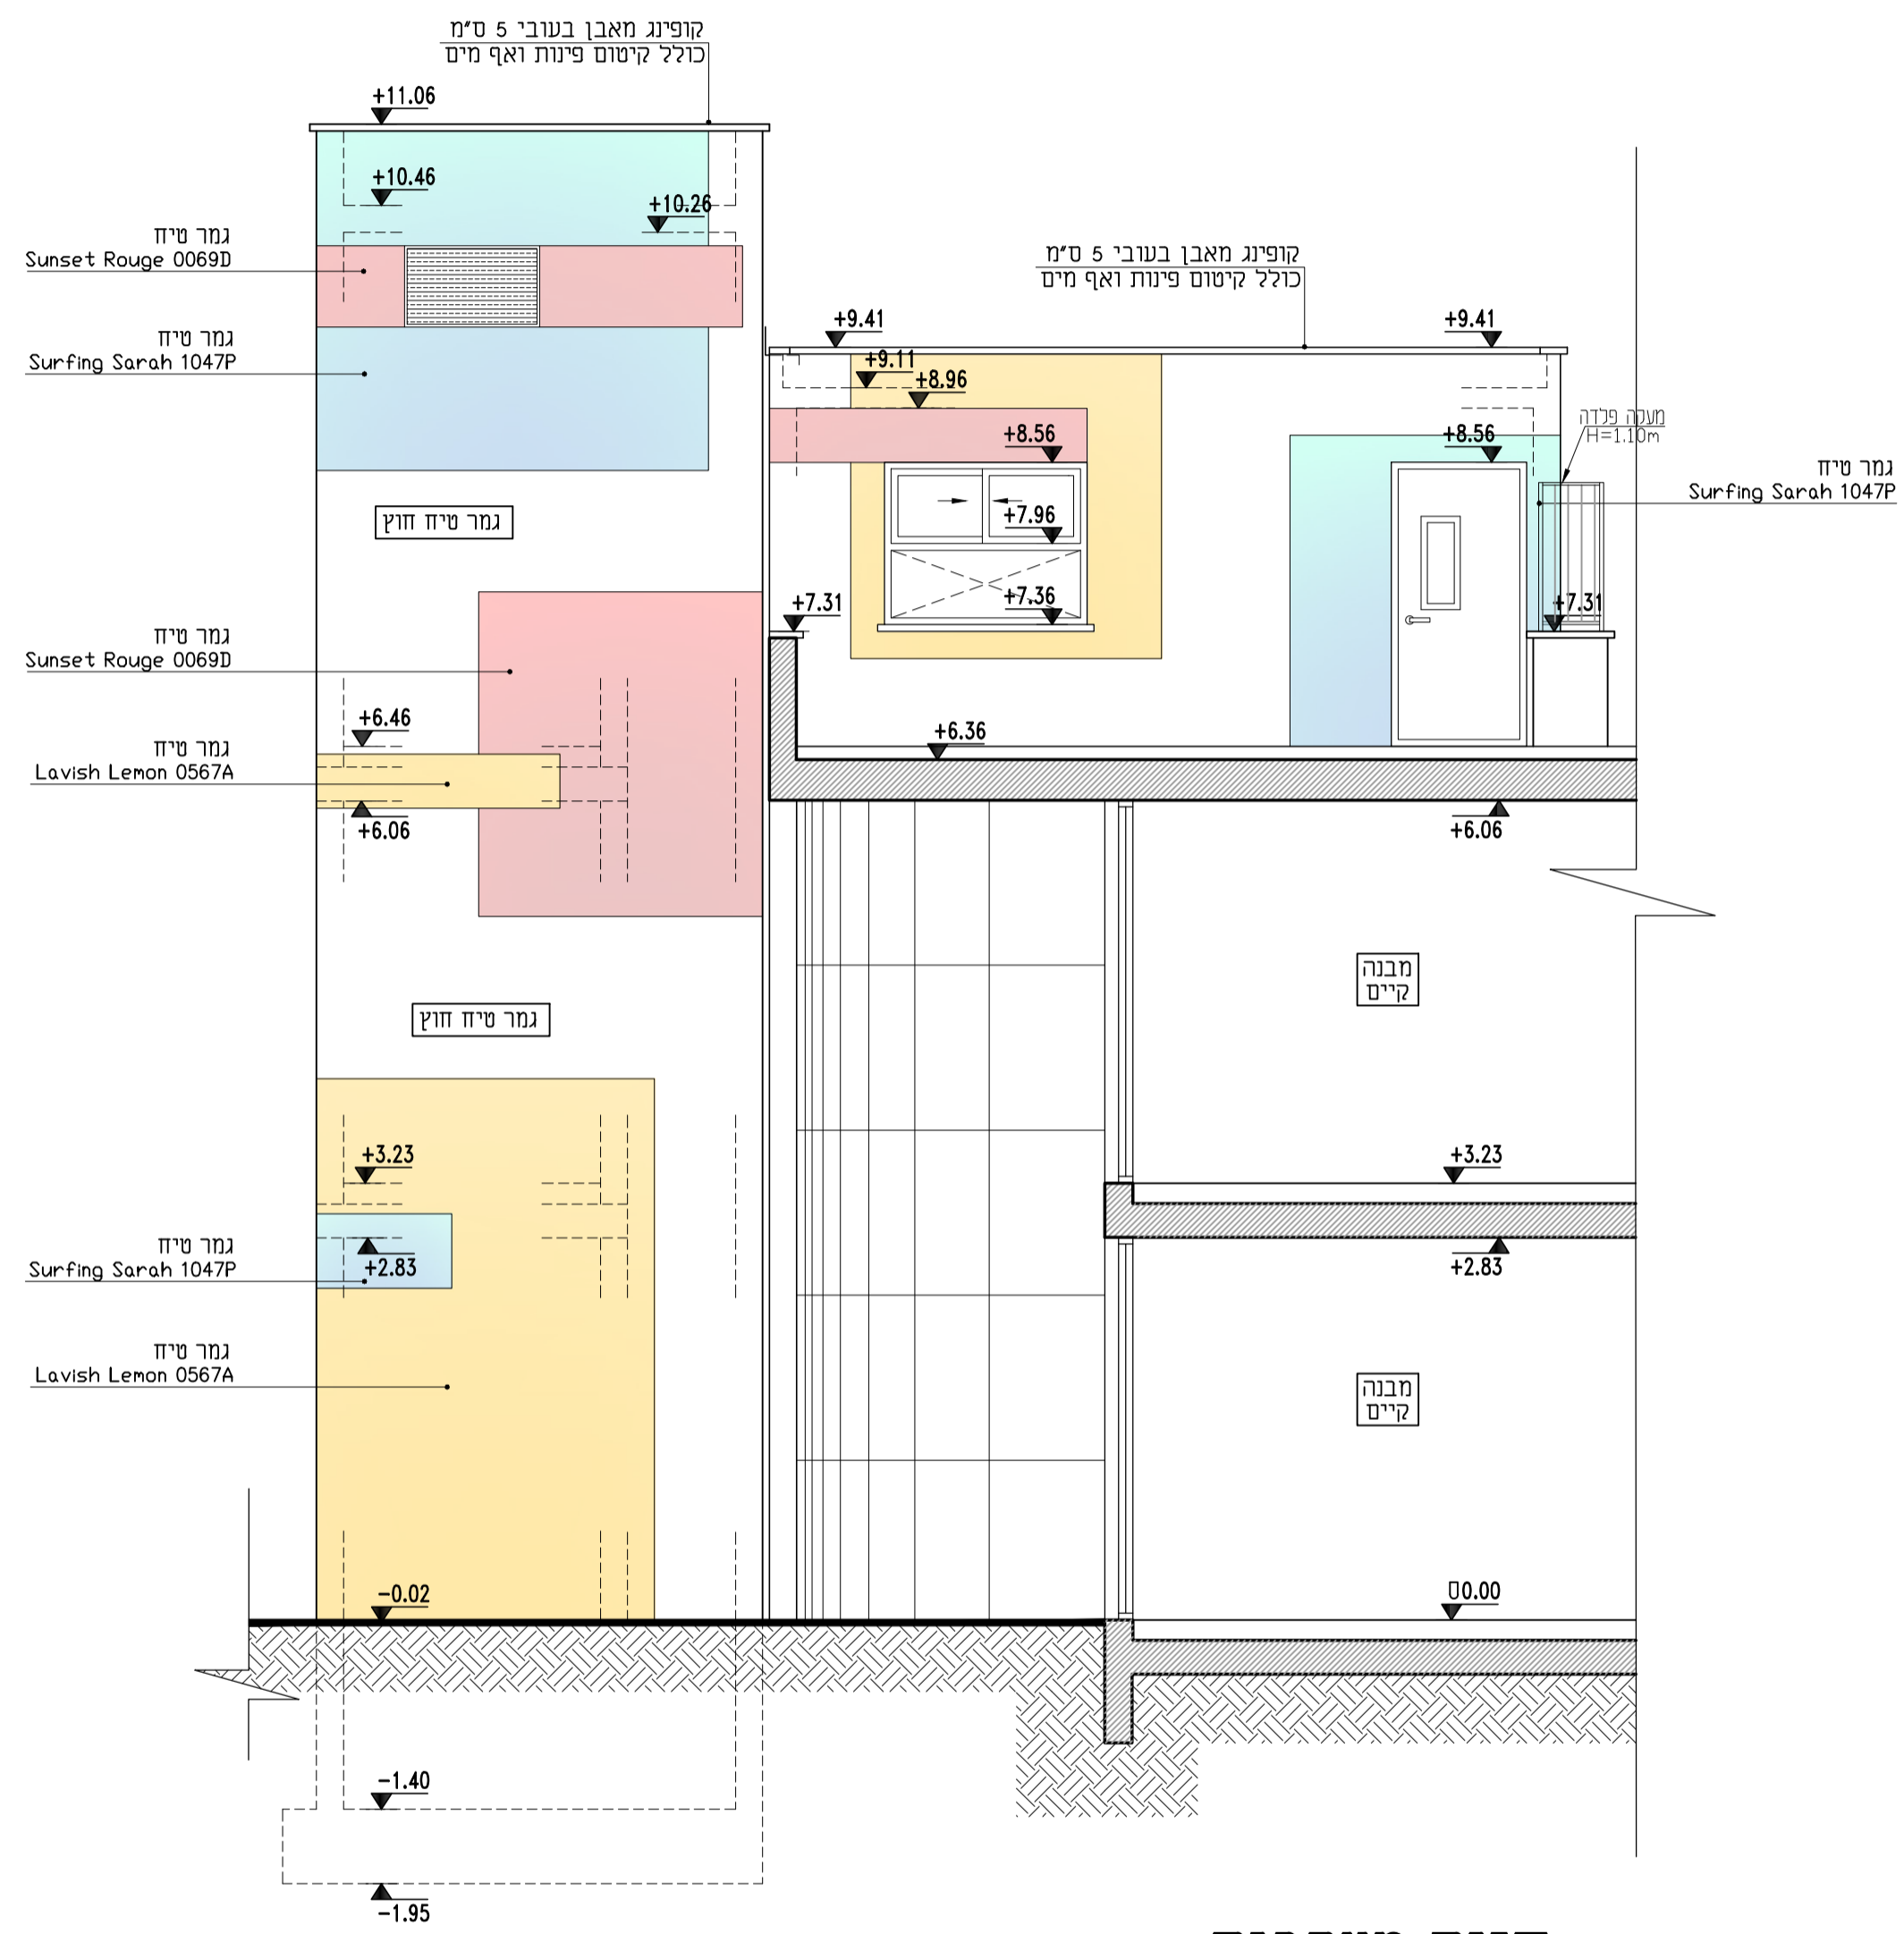 קופינג מאבן בעובי 5 ס"מ
כולל קיטום פינות ואף מים
+11.06
+10.46
+10.26
גמר טיח
Sunset Rouge 0069D
קופינג מאבן בעובי 5 ס"מ
כולל קיטום פינות ואף מים
גמר טיח
Surfing Sarah 1047P
+9.41
+9.41
+9.11
+8.96
+8.56
+8.56
מעקה פלדה
H=1.10m
גמר טיח
Surfing Sarah 1047P
גמר טיח חוץ
+7.96
+7.36
+7.31
+7.31
גמר טיח
Sunset Rouge 0069D
+6.46
+6.36
גמר טיח
Lavish Lemon 0567A
+6.06
+6.06
מבנה
קיים
גמר טיח חוץ
+3.23
+3.23
גמר טיח
Surfing Sarah 1047P
+2.83
+2.83
גמר טיח
Lavish Lemon 0567A
מבנה
קיים
-0.02
0.00
-1.40
-1.95